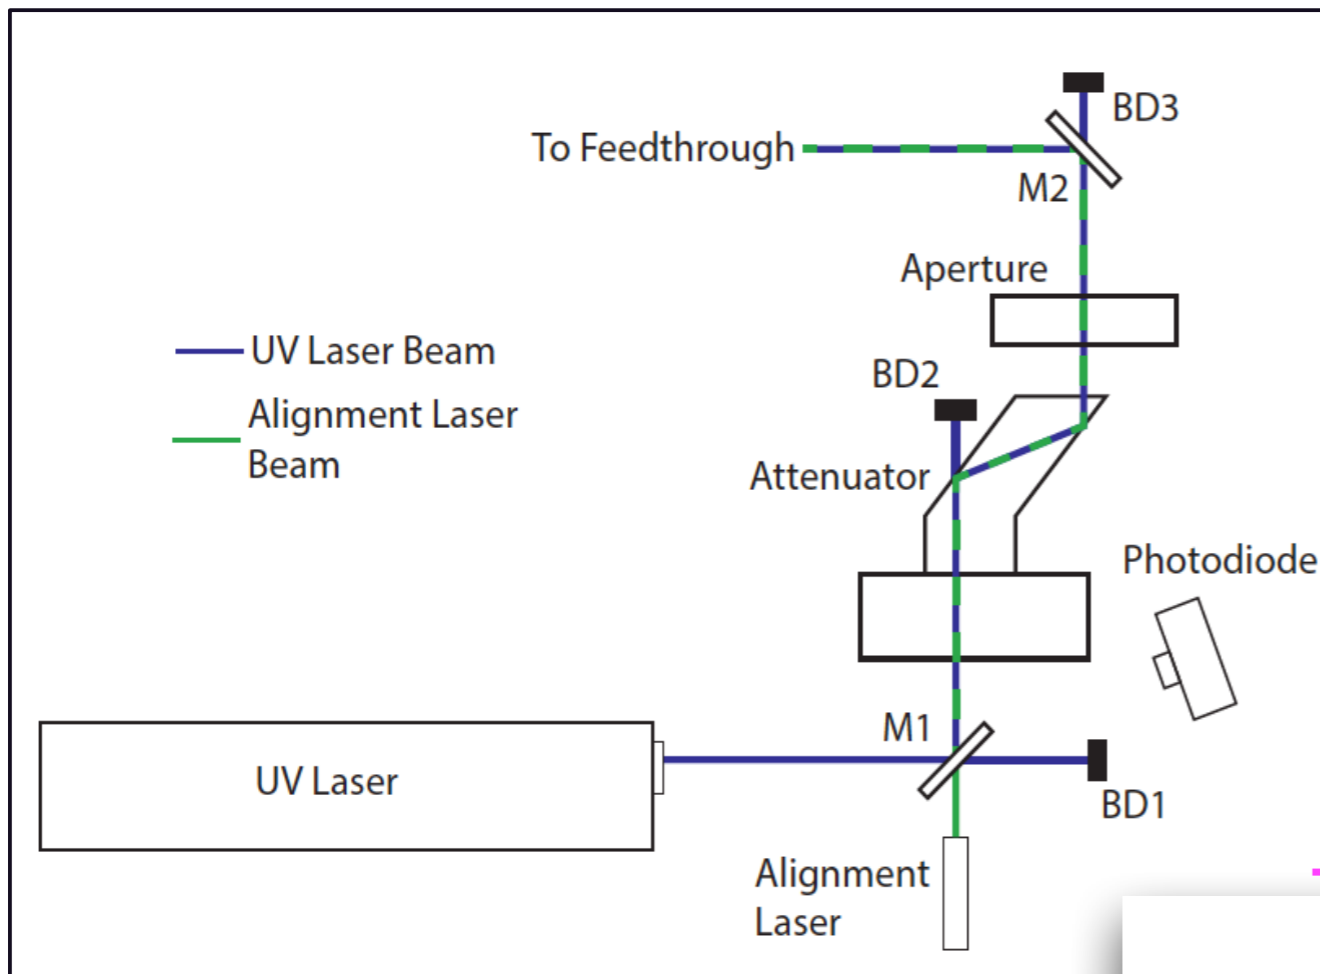 BD3
To Feedthrough
M2
Aperture
UV Laser Beam
BD2
Alignment Laser
Beam
Attenuator
Photodiode
M1
UV Laser
BD1
Alignment
Laser